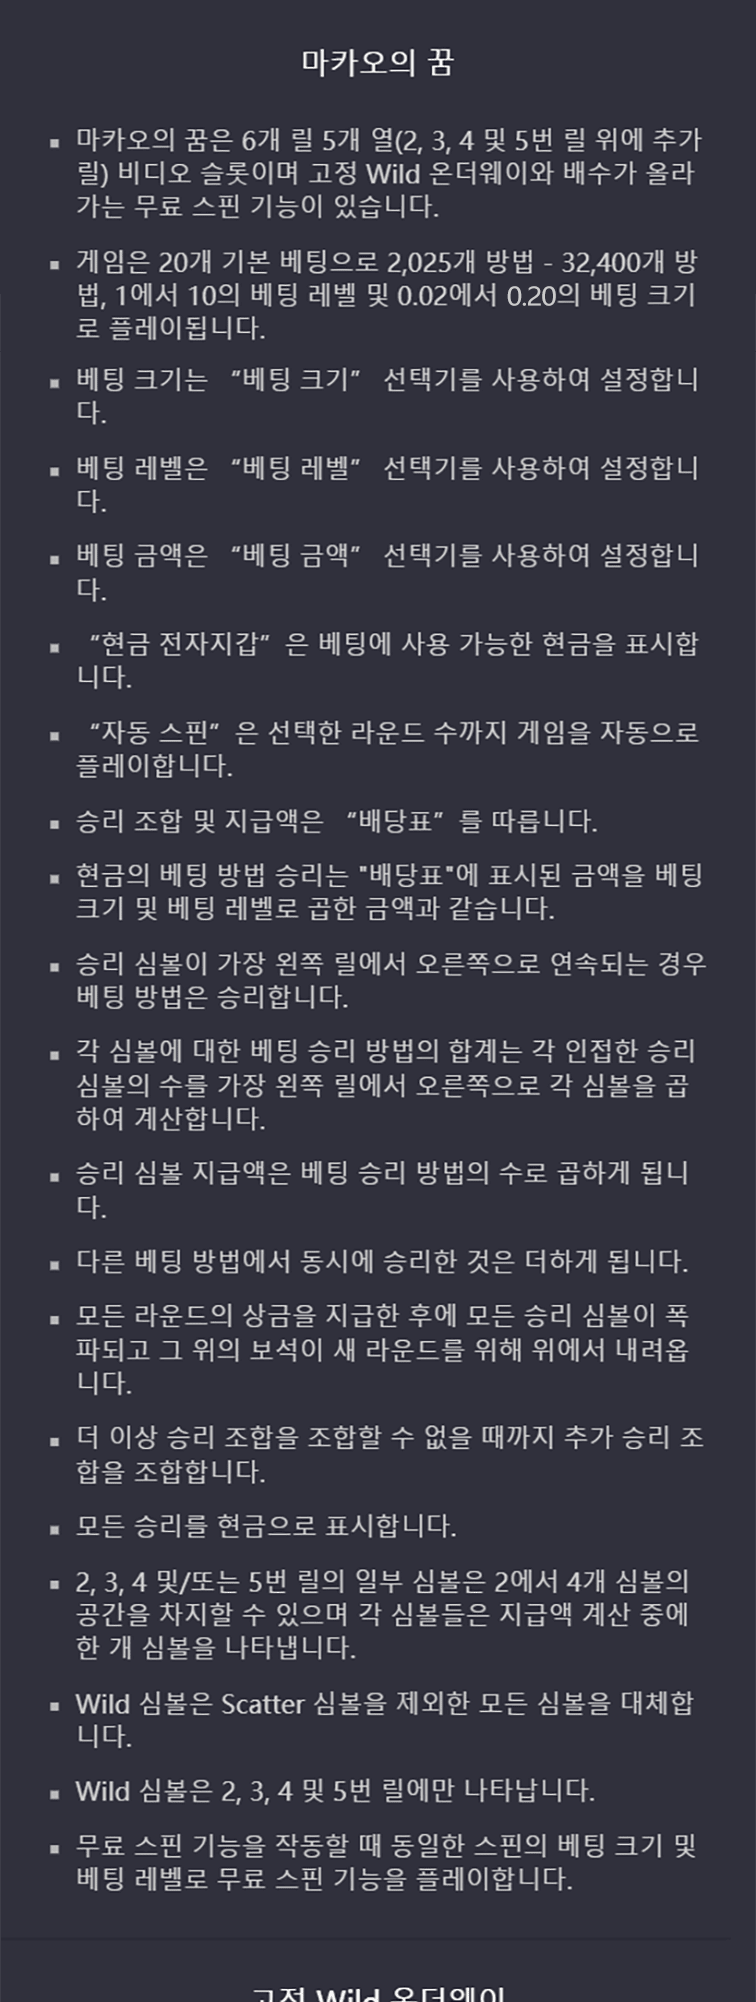 마카오의 꿈
▪ 마카오의 꿈은 6개 릴 5개 열(2, 3, 4 및 5번 릴 위에 추가
릴) 비디오 슬롯이며 고정 Wild 온더웨이와 배수가 올라
가는 무료 스핀 기능이 있습니다.
▪ 게임은 20개 기본 베팅으로 2,025개 방법 - 32,400개 방
법, 1에서 10의 베팅 레벨 및 0.02에서 0.20의 베팅 크기
로 플레이됩니다.
▪ 베팅 크기는 “베팅 크기” 선택기를 사용하여 설정합니
다.
▪ 베팅 레벨은 “베팅 레벨” 선택기를 사용하여 설정합니
다.
▪ 베팅 금액은 “베팅 금액” 선택기를 사용하여 설정합니
다.
▪ “현금 전자지갑” 은 베팅에 사용 가능한 현금을 표시합
니다.
▪ “자동 스핀” 은 선택한 라운드 수까지 게임을 자동으로
플레이합니다.
▪ 승리 조합 및 지급액은 “배당표” 를 따릅니다.
▪ 현금의 베팅 방법 승리는 "배당표"에 표시된 금액을 베팅
크기 및 베팅 레벨로 곱한 금액과 같습니다.
▪ 승리 심볼이 가장 왼쪽 릴에서 오른쪽으로 연속되는 경우
베팅 방법은 승리합니다.
▪ 각 심볼에 대한 베팅 승리 방법의 합계는 각 인접한 승리
심볼의 수를 가장 왼쪽 릴에서 오른쪽으로 각 심볼을 곱
하여 계산합니다.
▪ 승리 심볼 지급액은 베팅 승리 방법의 수로 곱하게 됩니
다.
▪ 다른 베팅 방법에서 동시에 승리한 것은 더하게 됩니다.
▪ 모든 라운드의 상금을 지급한 후에 모든 승리 심볼이 폭
파되고 그 위의 보석이 새 라운드를 위해 위에서 내려옵
니다.
▪ 더 이상 승리 조합을 조합할 수 없을 때까지 추가 승리 조
합을 조합합니다.
▪ 모든 승리를 현금으로 표시합니다.
▪ 2, 3, 4 및/또는 5번 릴의 일부 심볼은 2에서 4개 심볼의
공간을 차지할 수 있으며 각 심볼들은 지급액 계산 중에
한 개 심볼을 나타냅니다.
▪ Wild 심볼은 Scatter 심볼을 제외한 모든 심볼을 대체합
니다.
▪ Wild 심볼은 2, 3, 4 및 5번 릴에만 나타납니다.
▪ 무료 스핀 기능을 작동할 때 동일한 스핀의 베팅 크기 및
베팅 레벨로 무료 스핀 기능을 플레이합니다.
고정 Wild 온더웨이